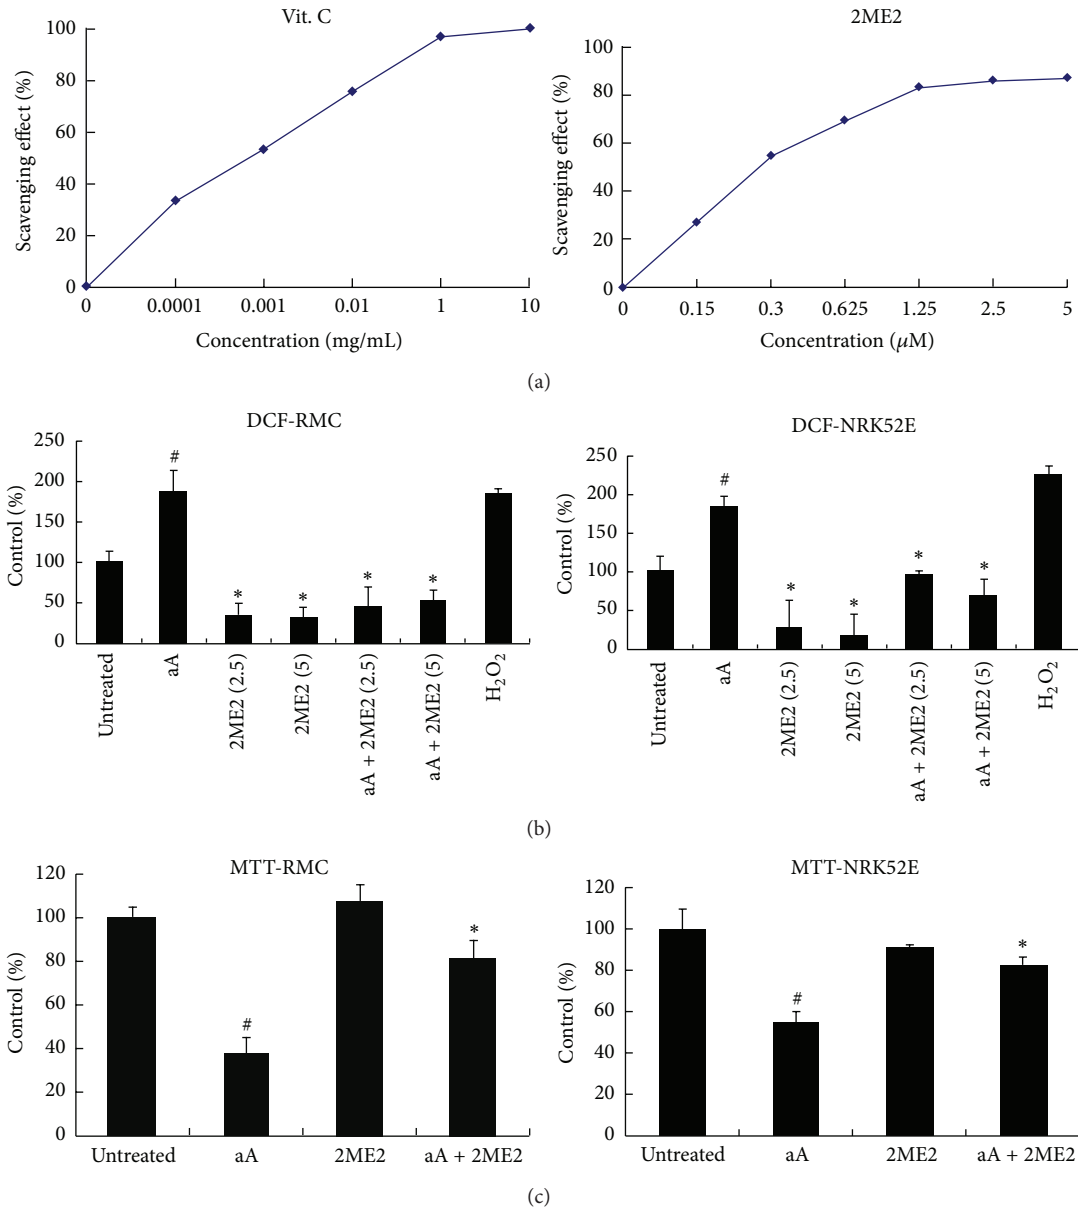 Vit. C
Scavenging effect (%)
100
80
60
40
20
0
0 0.0001 0.001 0.01 1 10
Concentration (mg/mL)
2ME2
Scavenging effect (%)
100
80
60
40
20
0
0 0.15 0.3 0.625 1.25 2.5 5
Concentration (μM)
(a)
DCF-RMC
Control (%)
250
200
150
100
50
0
#
*
*
*
*
Untreated
aA
2ME2 (2.5)
2ME2 (5)
aA + 2ME2 (2.5)
aA + 2ME2 (5)
H₂O₂
DCF-NRK52E
Control (%)
250
200
150
100
50
0
#
*
*
*
*
Untreated
aA
2ME2 (2.5)
2ME2 (5)
aA + 2ME2 (2.5)
aA + 2ME2 (5)
H₂O₂
(b)
MTT-RMC
Control (%)
120
100
80
60
40
20
0
#
*
Untreated aA 2ME2 aA + 2ME2
MTT-NRK52E
Control (%)
120
100
80
60
40
20
0
#
*
Untreated aA 2ME2 aA + 2ME2
(c)